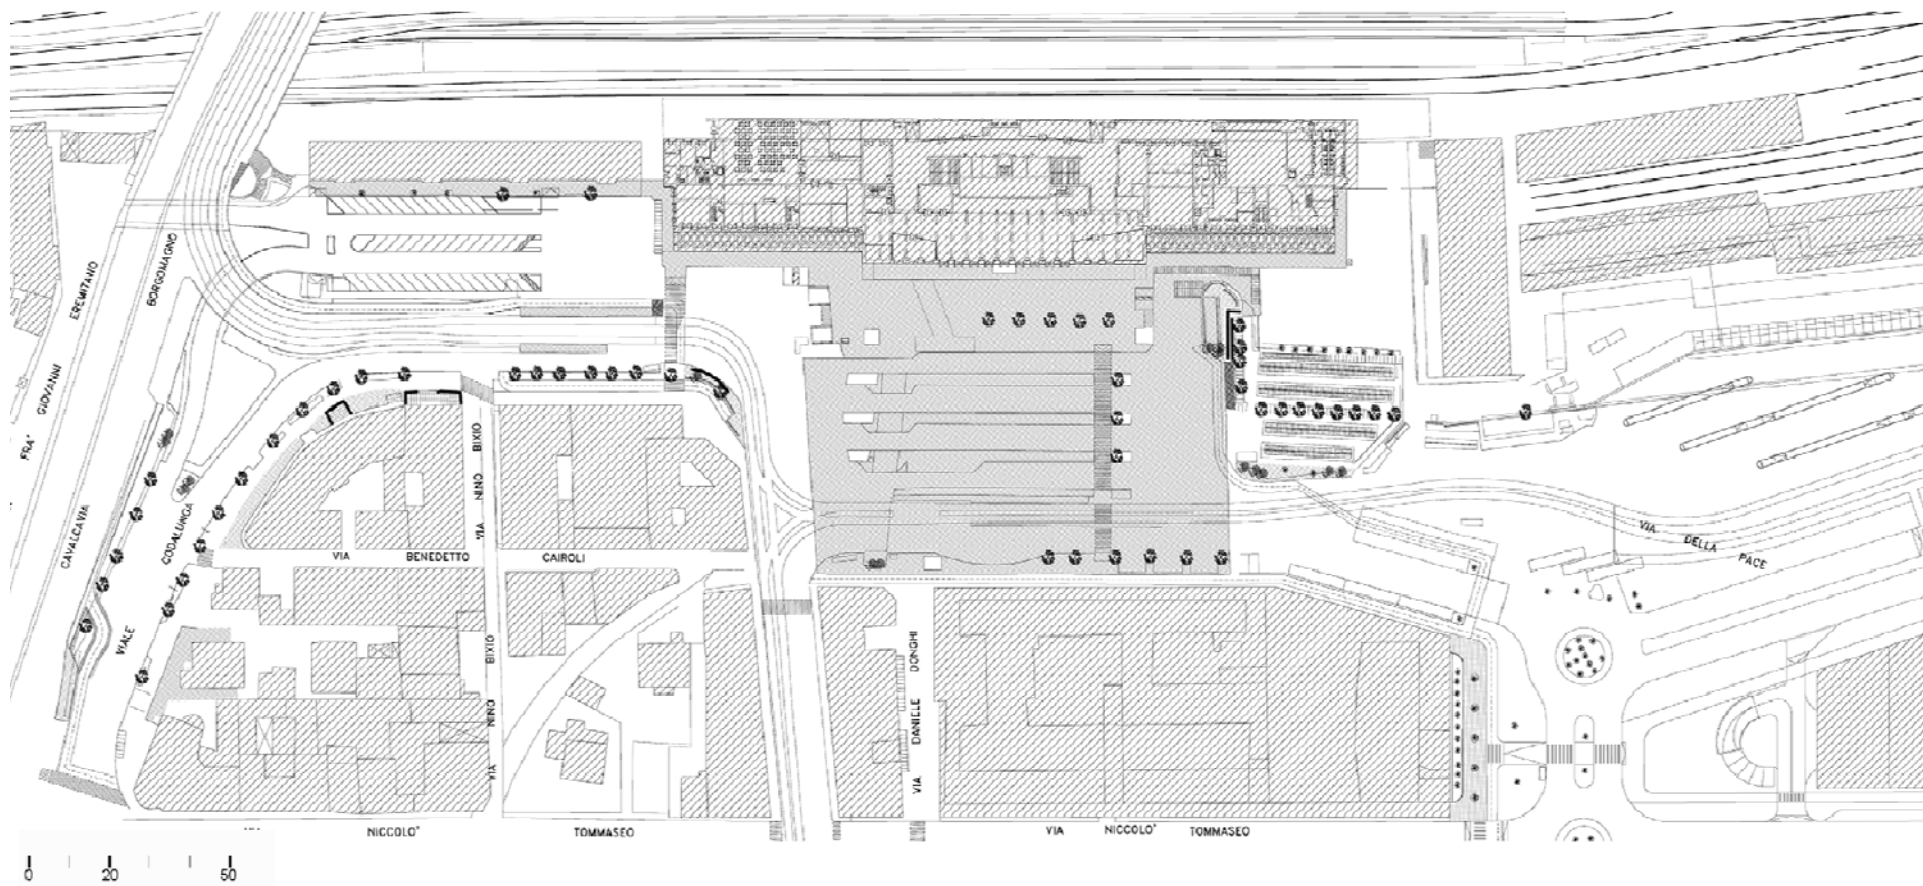 EREMITANO
BORGOMAGNO
GIOVANNI
FRA'
CAVALCAVIA
CODALUNGA
VIALE
VIA NINO BIXIO
VIA BENEDETTO CAIROLI
VIA NINO BIXIO
VIA DANIELE DONGHI
VIA DELLA PACE
NICCOLO' TOMMASEO
VIA NICCOLO' TOMMASEO
0 20 50